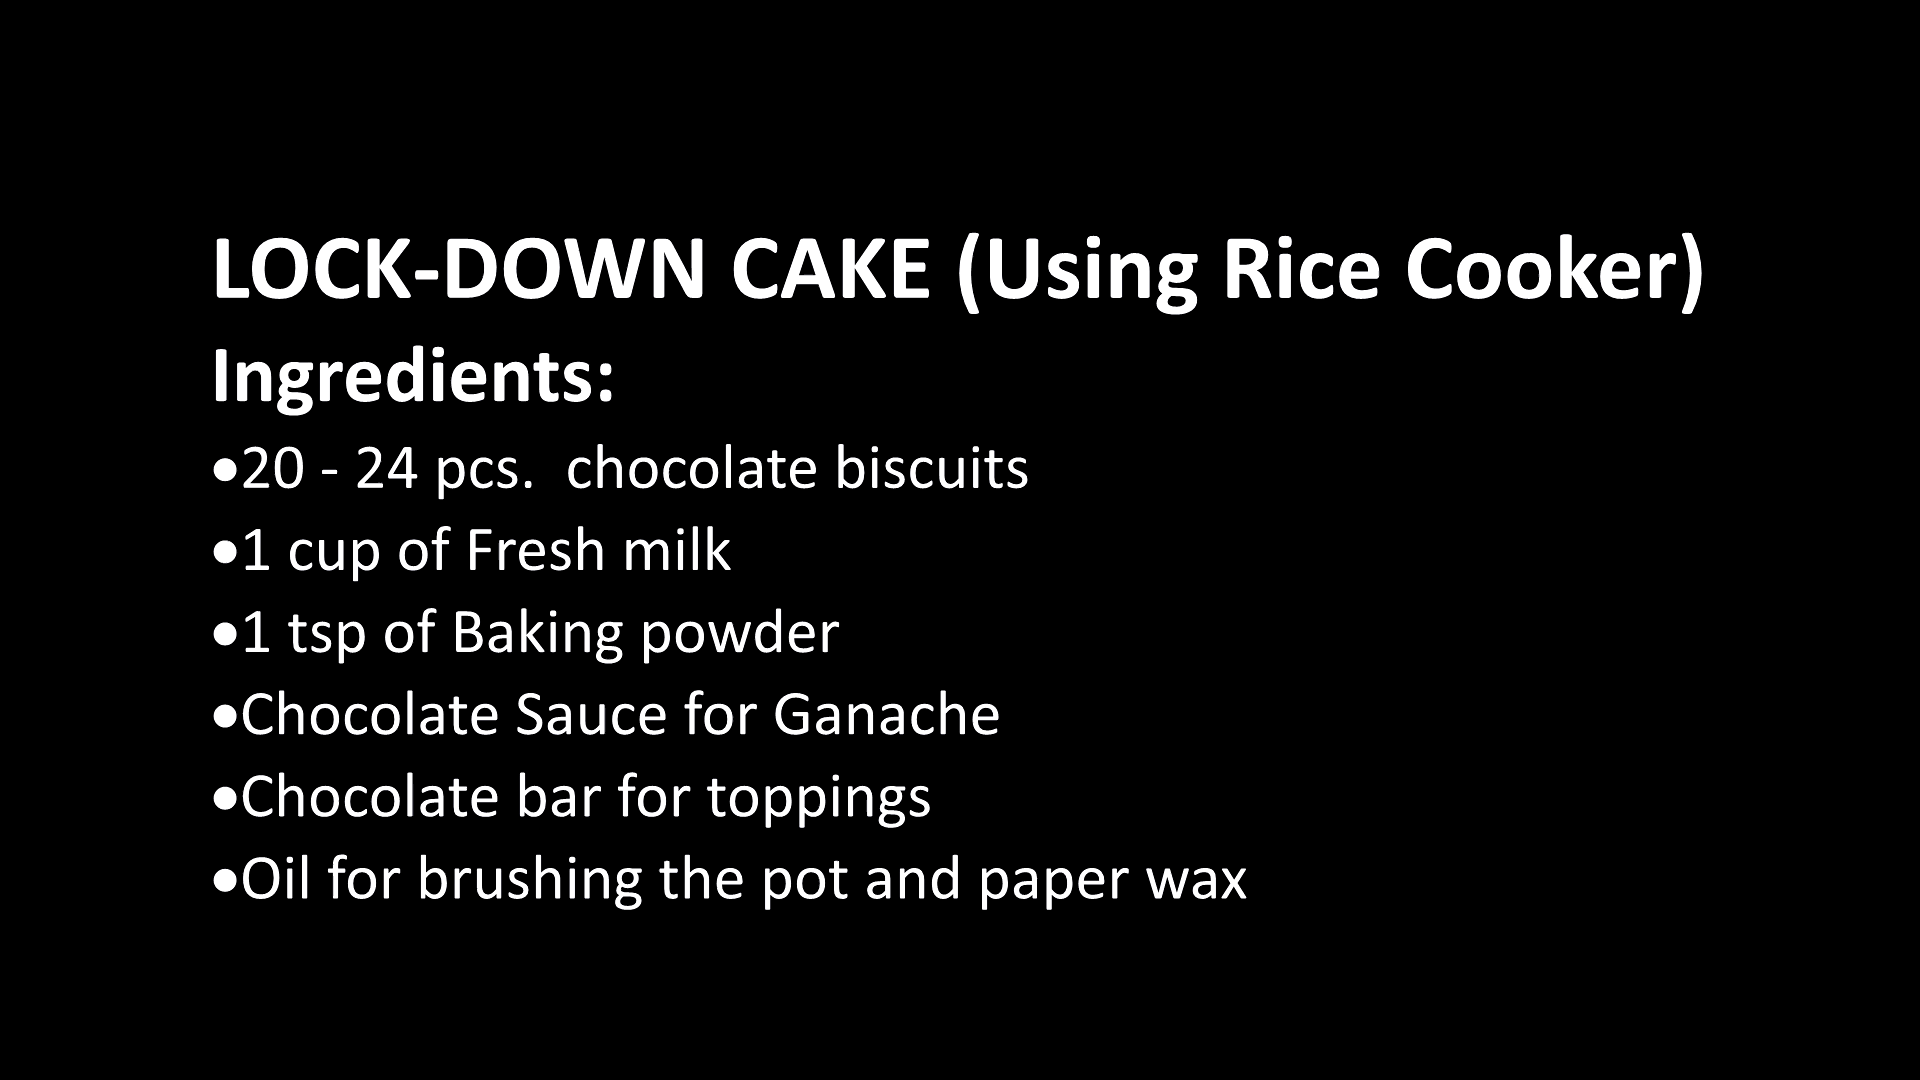 LOCK-DOWN CAKE (Using Rice Cooker)
Ingredients:
•20 - 24 pcs.  chocolate biscuits
•1 cup of Fresh milk
•1 tsp of Baking powder
•Chocolate Sauce for Ganache
•Chocolate bar for toppings
•Oil for brushing the pot and paper wax